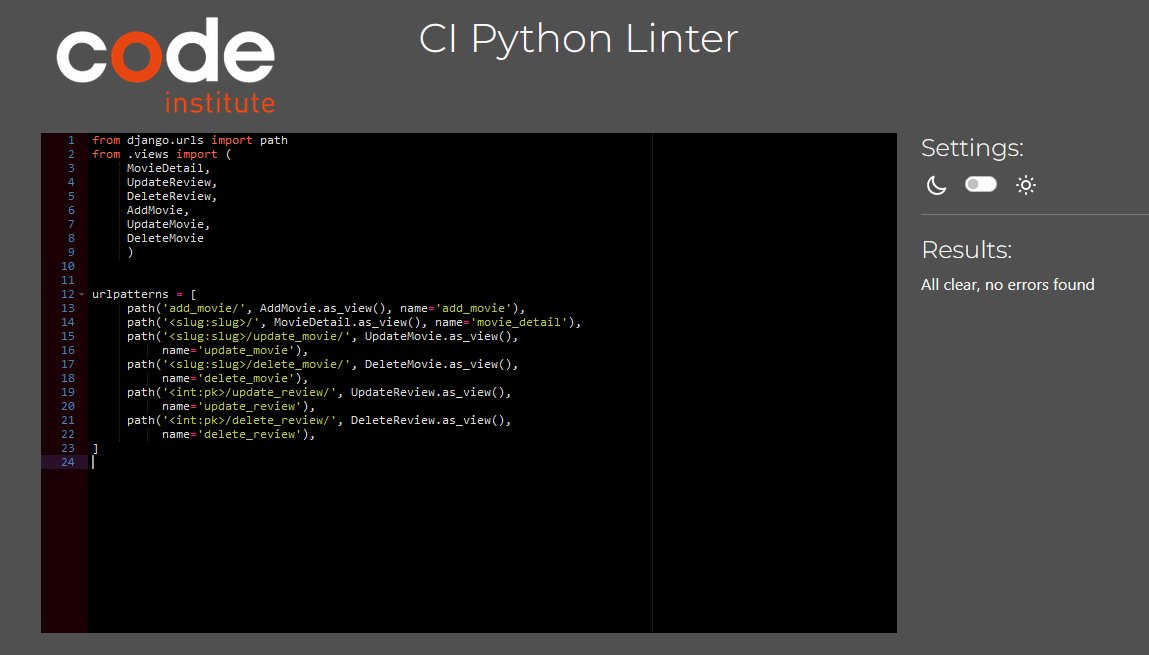 code
institute
CI Python Linter
1 from django.urls import path
2 from .views import (
3     MovieDetail,
4     UpdateReview,
5     DeleteReview,
6     AddMovie,
7     UpdateMovie,
8     DeleteMovie
9     )
10
11
12 urlpatterns = [
13     path('add_movie/', AddMovie.as_view(), name='add_movie'),
14     path('<slug:slug>/', MovieDetail.as_view(), name='movie_detail'),
15     path('<slug:slug>/update_movie/', UpdateMovie.as_view(),
16          name='update_movie'),
17     path('<slug:slug>/delete_movie/', DeleteMovie.as_view(),
18          name='delete_movie'),
19     path('<int:pk>/update_review/', UpdateReview.as_view(),
20          name='update_review'),
21     path('<int:pk>/delete_review/', DeleteReview.as_view(),
22          name='delete_review'),
23 ]
24
Settings:
Results:
All clear, no errors found